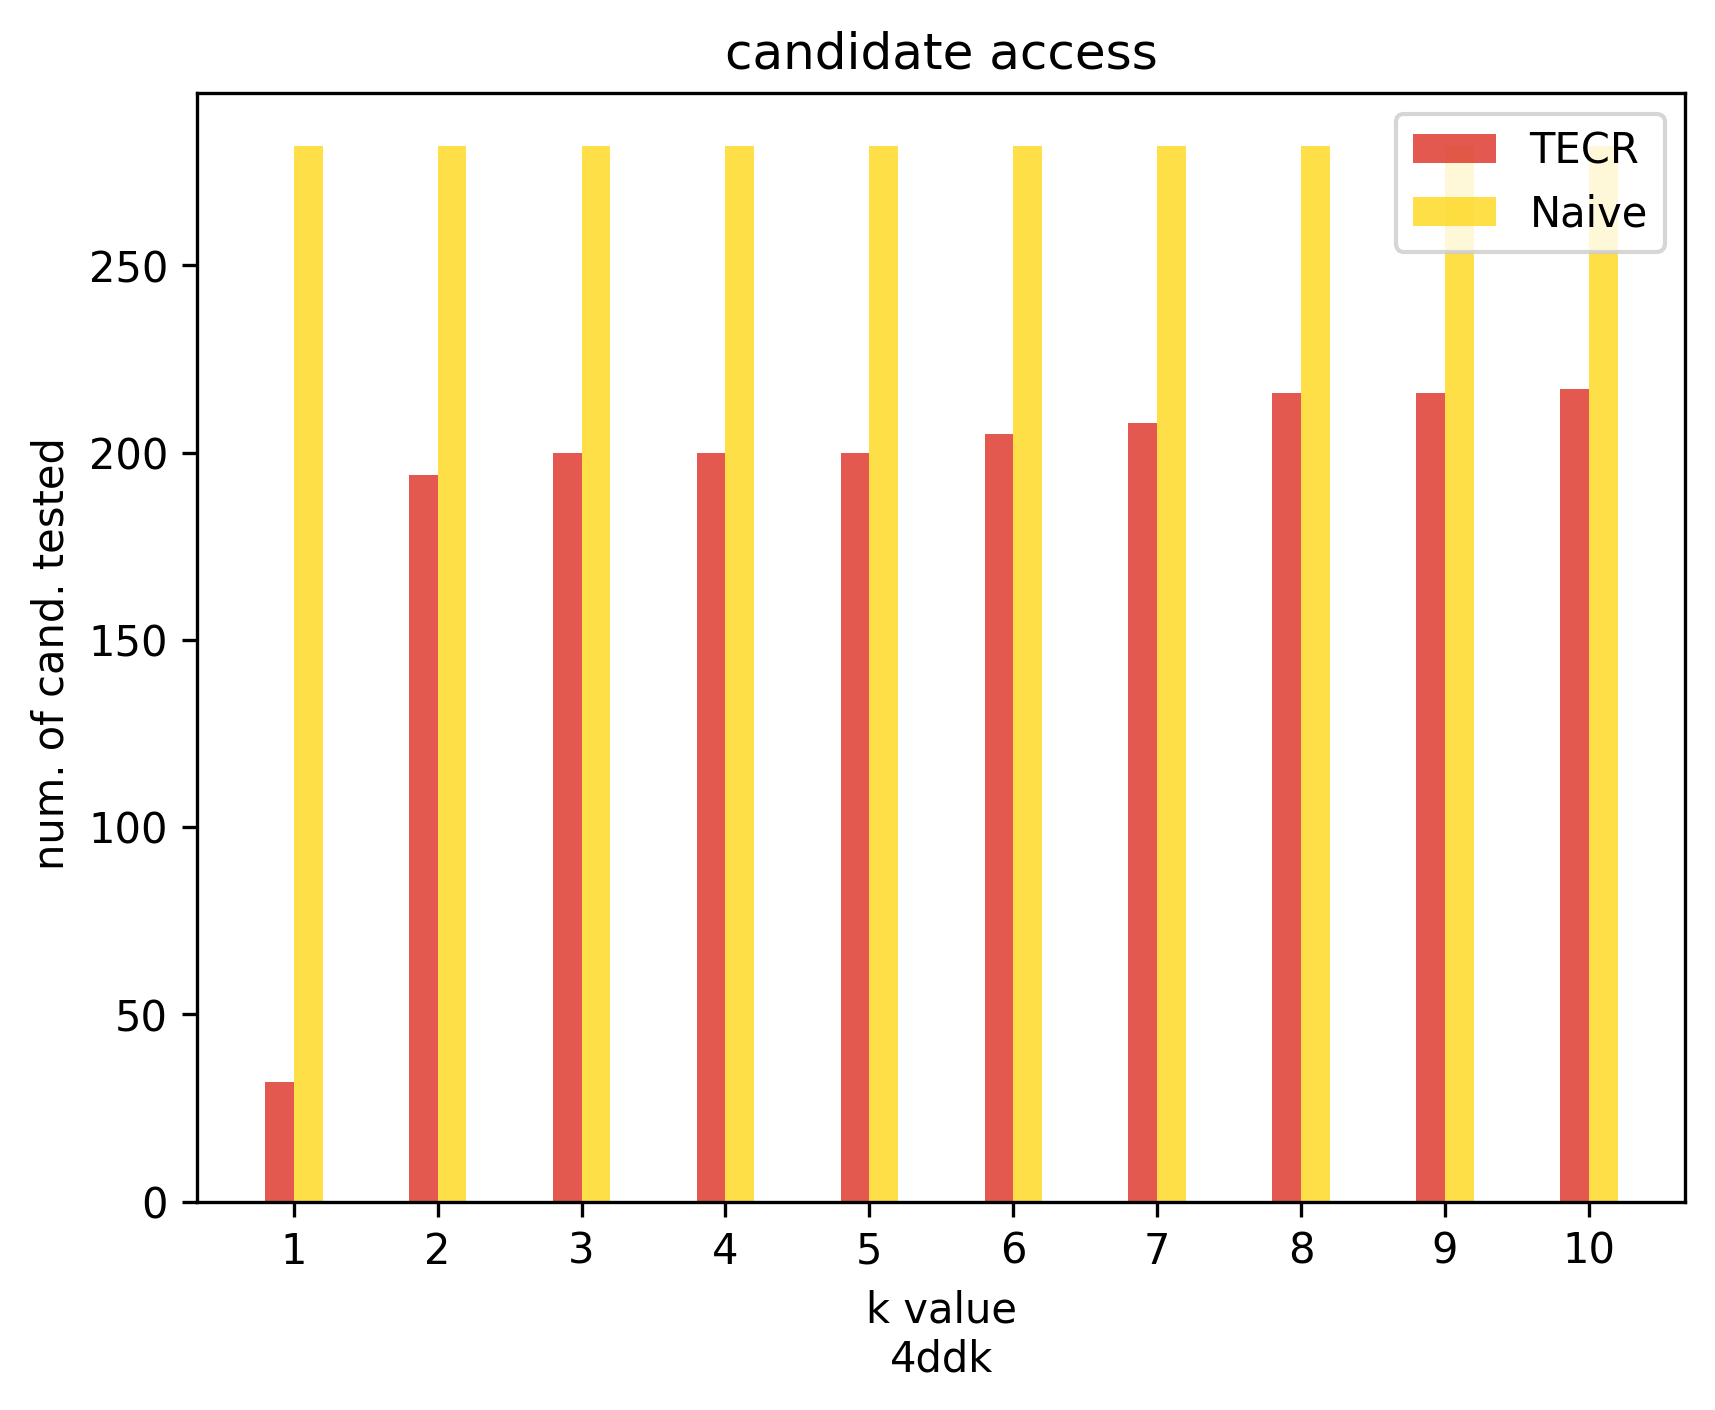 candidate access
TECR
Naive
num. of cand. tested
250
200
150
100
50
0
1 2 3 4 5 6 7 8 9 10
k value
4ddk